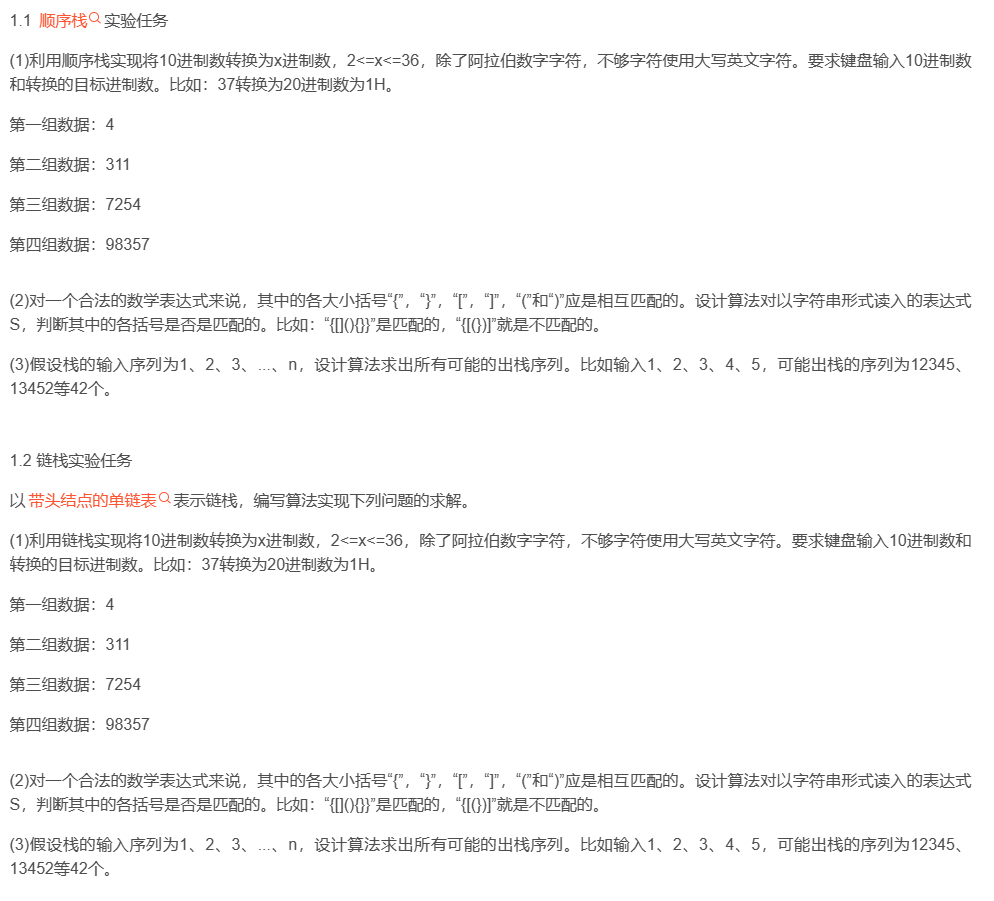 1.1 顺序栈 实验任务
(1)利用顺序栈实现将10进制数转换为x进制数，2<=x<=36，除了阿拉伯数字字符，不够字符使用大写英文字符。要求键盘输入10进制数
和转换的目标进制数。比如：37转换为20进制数为1H。
第一组数据：4
第二组数据：311
第三组数据：7254
第四组数据：98357
(2)对一个合法的数学表达式来说，其中的各大小括号“{”，“}”，“[”，“]”，“(”和“)”应是相互匹配的。设计算法对以字符串形式读入的表达式
S，判断其中的各括号是否是匹配的。比如：“{[](){}}”是匹配的，“{[(})]”就是不匹配的。
(3)假设栈的输入序列为1、2、3、...、n，设计算法求出所有可能的出栈序列。比如输入1、2、3、4、5，可能出栈的序列为12345、
13452等42个。
1.2 链栈实验任务
以 带头结点的单链表 表示链栈，编写算法实现下列问题的求解。
(1)利用链栈实现将10进制数转换为x进制数，2<=x<=36，除了阿拉伯数字字符，不够字符使用大写英文字符。要求键盘输入10进制数和
转换的目标进制数。比如：37转换为20进制数为1H。
第一组数据：4
第二组数据：311
第三组数据：7254
第四组数据：98357
(2)对一个合法的数学表达式来说，其中的各大小括号“{”，“}”，“[”，“]”，“(”和“)”应是相互匹配的。设计算法对以字符串形式读入的表达式
S，判断其中的各括号是否是匹配的。比如：“{[](){}}”是匹配的，“{[(})]”就是不匹配的。
(3)假设栈的输入序列为1、2、3、...、n，设计算法求出所有可能的出栈序列。比如输入1、2、3、4、5，可能出栈的序列为12345、
13452等42个。